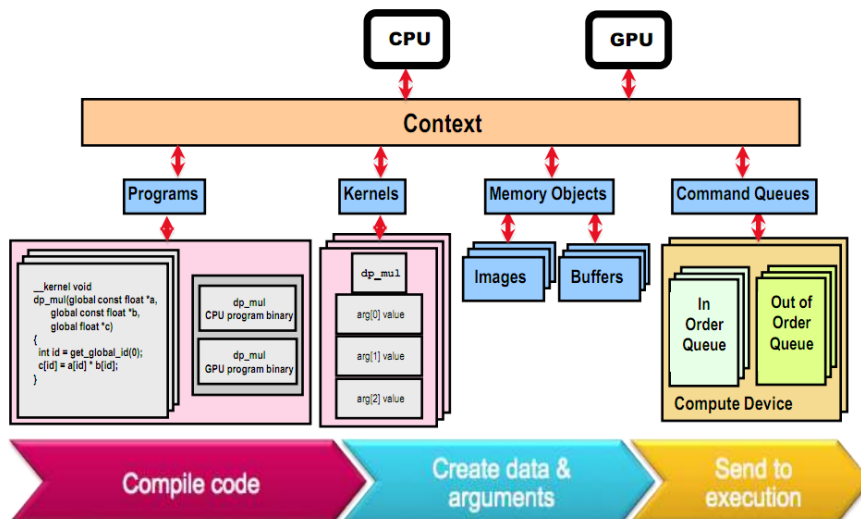 CPU
GPU
Context
Programs
Kernels
Memory Objects
Command Queues
__kernel void
dp_mul(global const float *a,
global const float *b,
global float *c)
{
int id = get_global_id(0);
c[id] = a[id] * b[id];
}
dp_mul
CPU program binary
dp_mul
GPU program binary
dp_mul
arg[0] value
arg[1] value
arg[2] value
Images
Buffers
In
Order
Queue
Out of
Order
Queue
Compute Device
Compile code
Create data &
arguments
Send to
execution